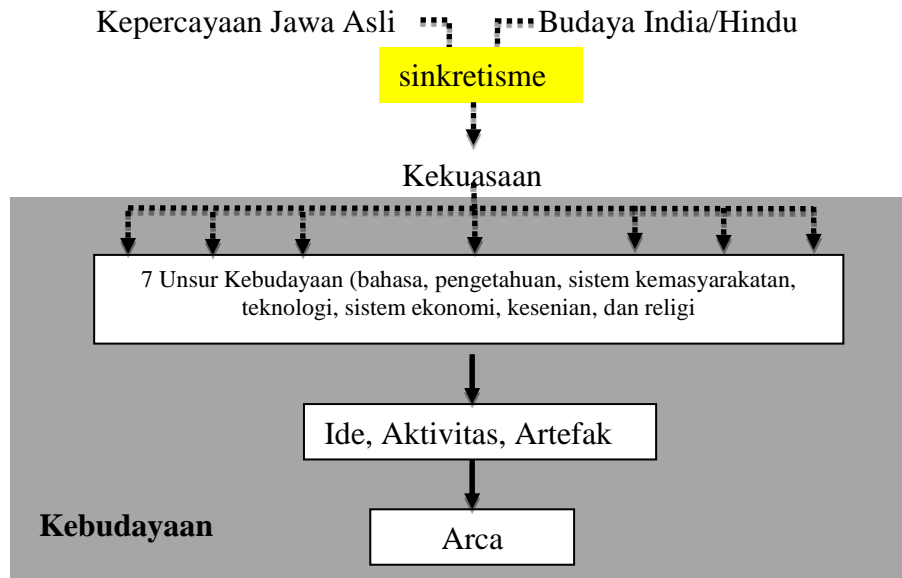 Kepercayaan Jawa Asli
Budaya India/Hindu
sinkretisme
Kekuasaan
7 Unsur Kebudayaan (bahasa, pengetahuan, sistem kemasyarakatan,
teknologi, sistem ekonomi, kesenian, dan religi
Ide, Aktivitas, Artefak
Kebudayaan
Arca